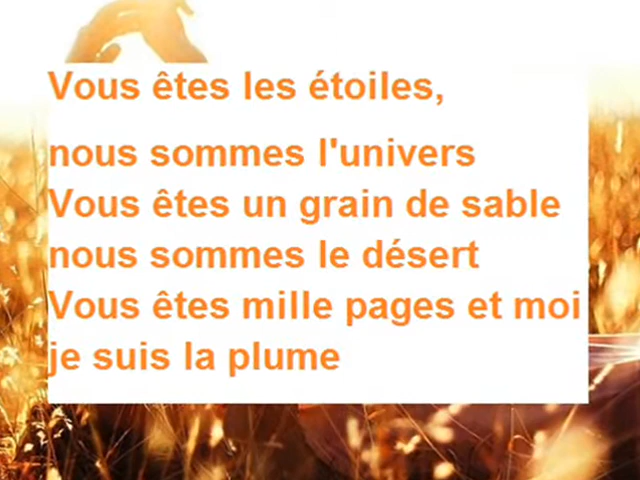 Vous êtes les étoiles,
nous sommes l'univers
Vous êtes un grain de sable
nous sommes le désert
Vous êtes mille pages et moi
je suis la plume